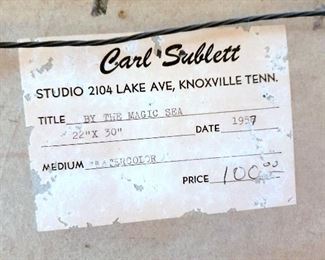 Carl Sublett
STUDIO 2104 LAKE AVE, KNOXVILLE TENN.
TITLE BY THE MAGIC SEA
22"X 30" DATE 1957
MEDIUM WATERCOLOR
PRICE 100.00